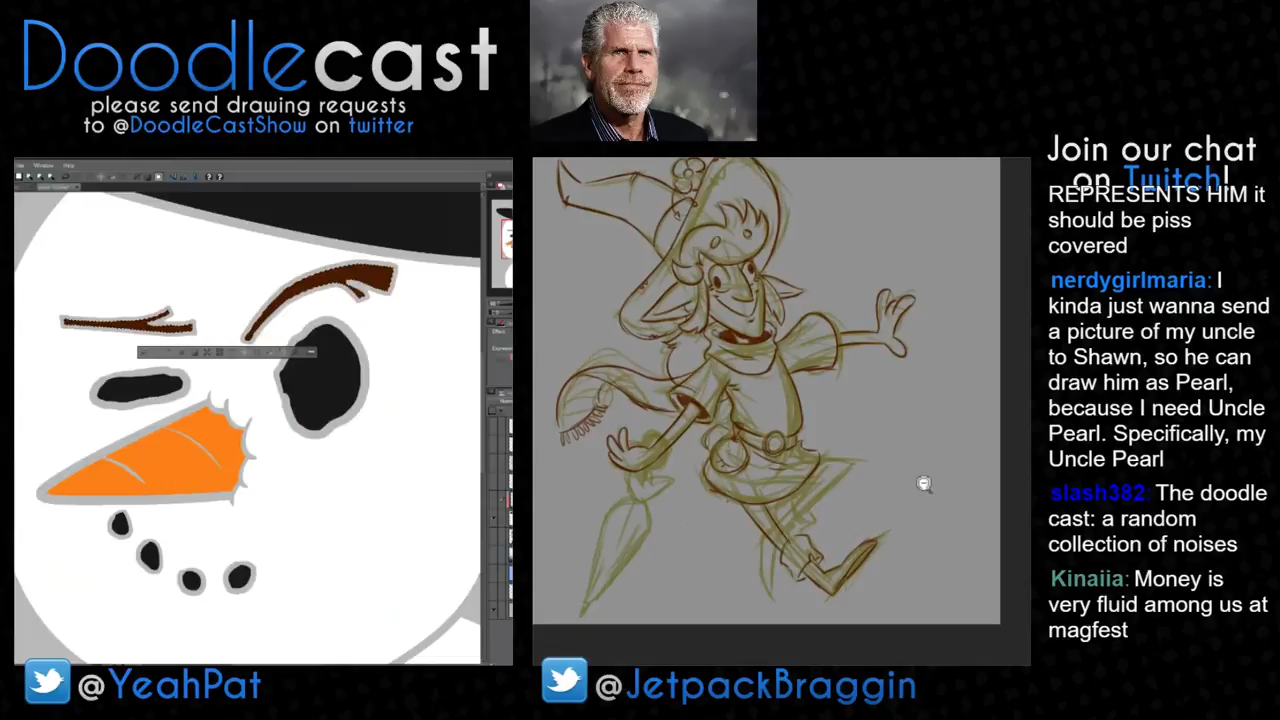 Doodlecast
please send drawing requests
to @DoodleCastShow on twitter
Window Help
Join our chat
on Twitch!
REPRESENTS HIM it
should be piss
covered
nerdygirlmaria: I
kinda just wanna send
a picture of my uncle
to Shawn, so he can
draw him as Pearl,
because I need Uncle
Pearl. Specifically, my
Uncle Pearl
slash382: The doodle
cast: a random
collection of noises
Kinaiia: Money is
very fluid among us at
magfest
@YeahPat
@JetpackBraggin